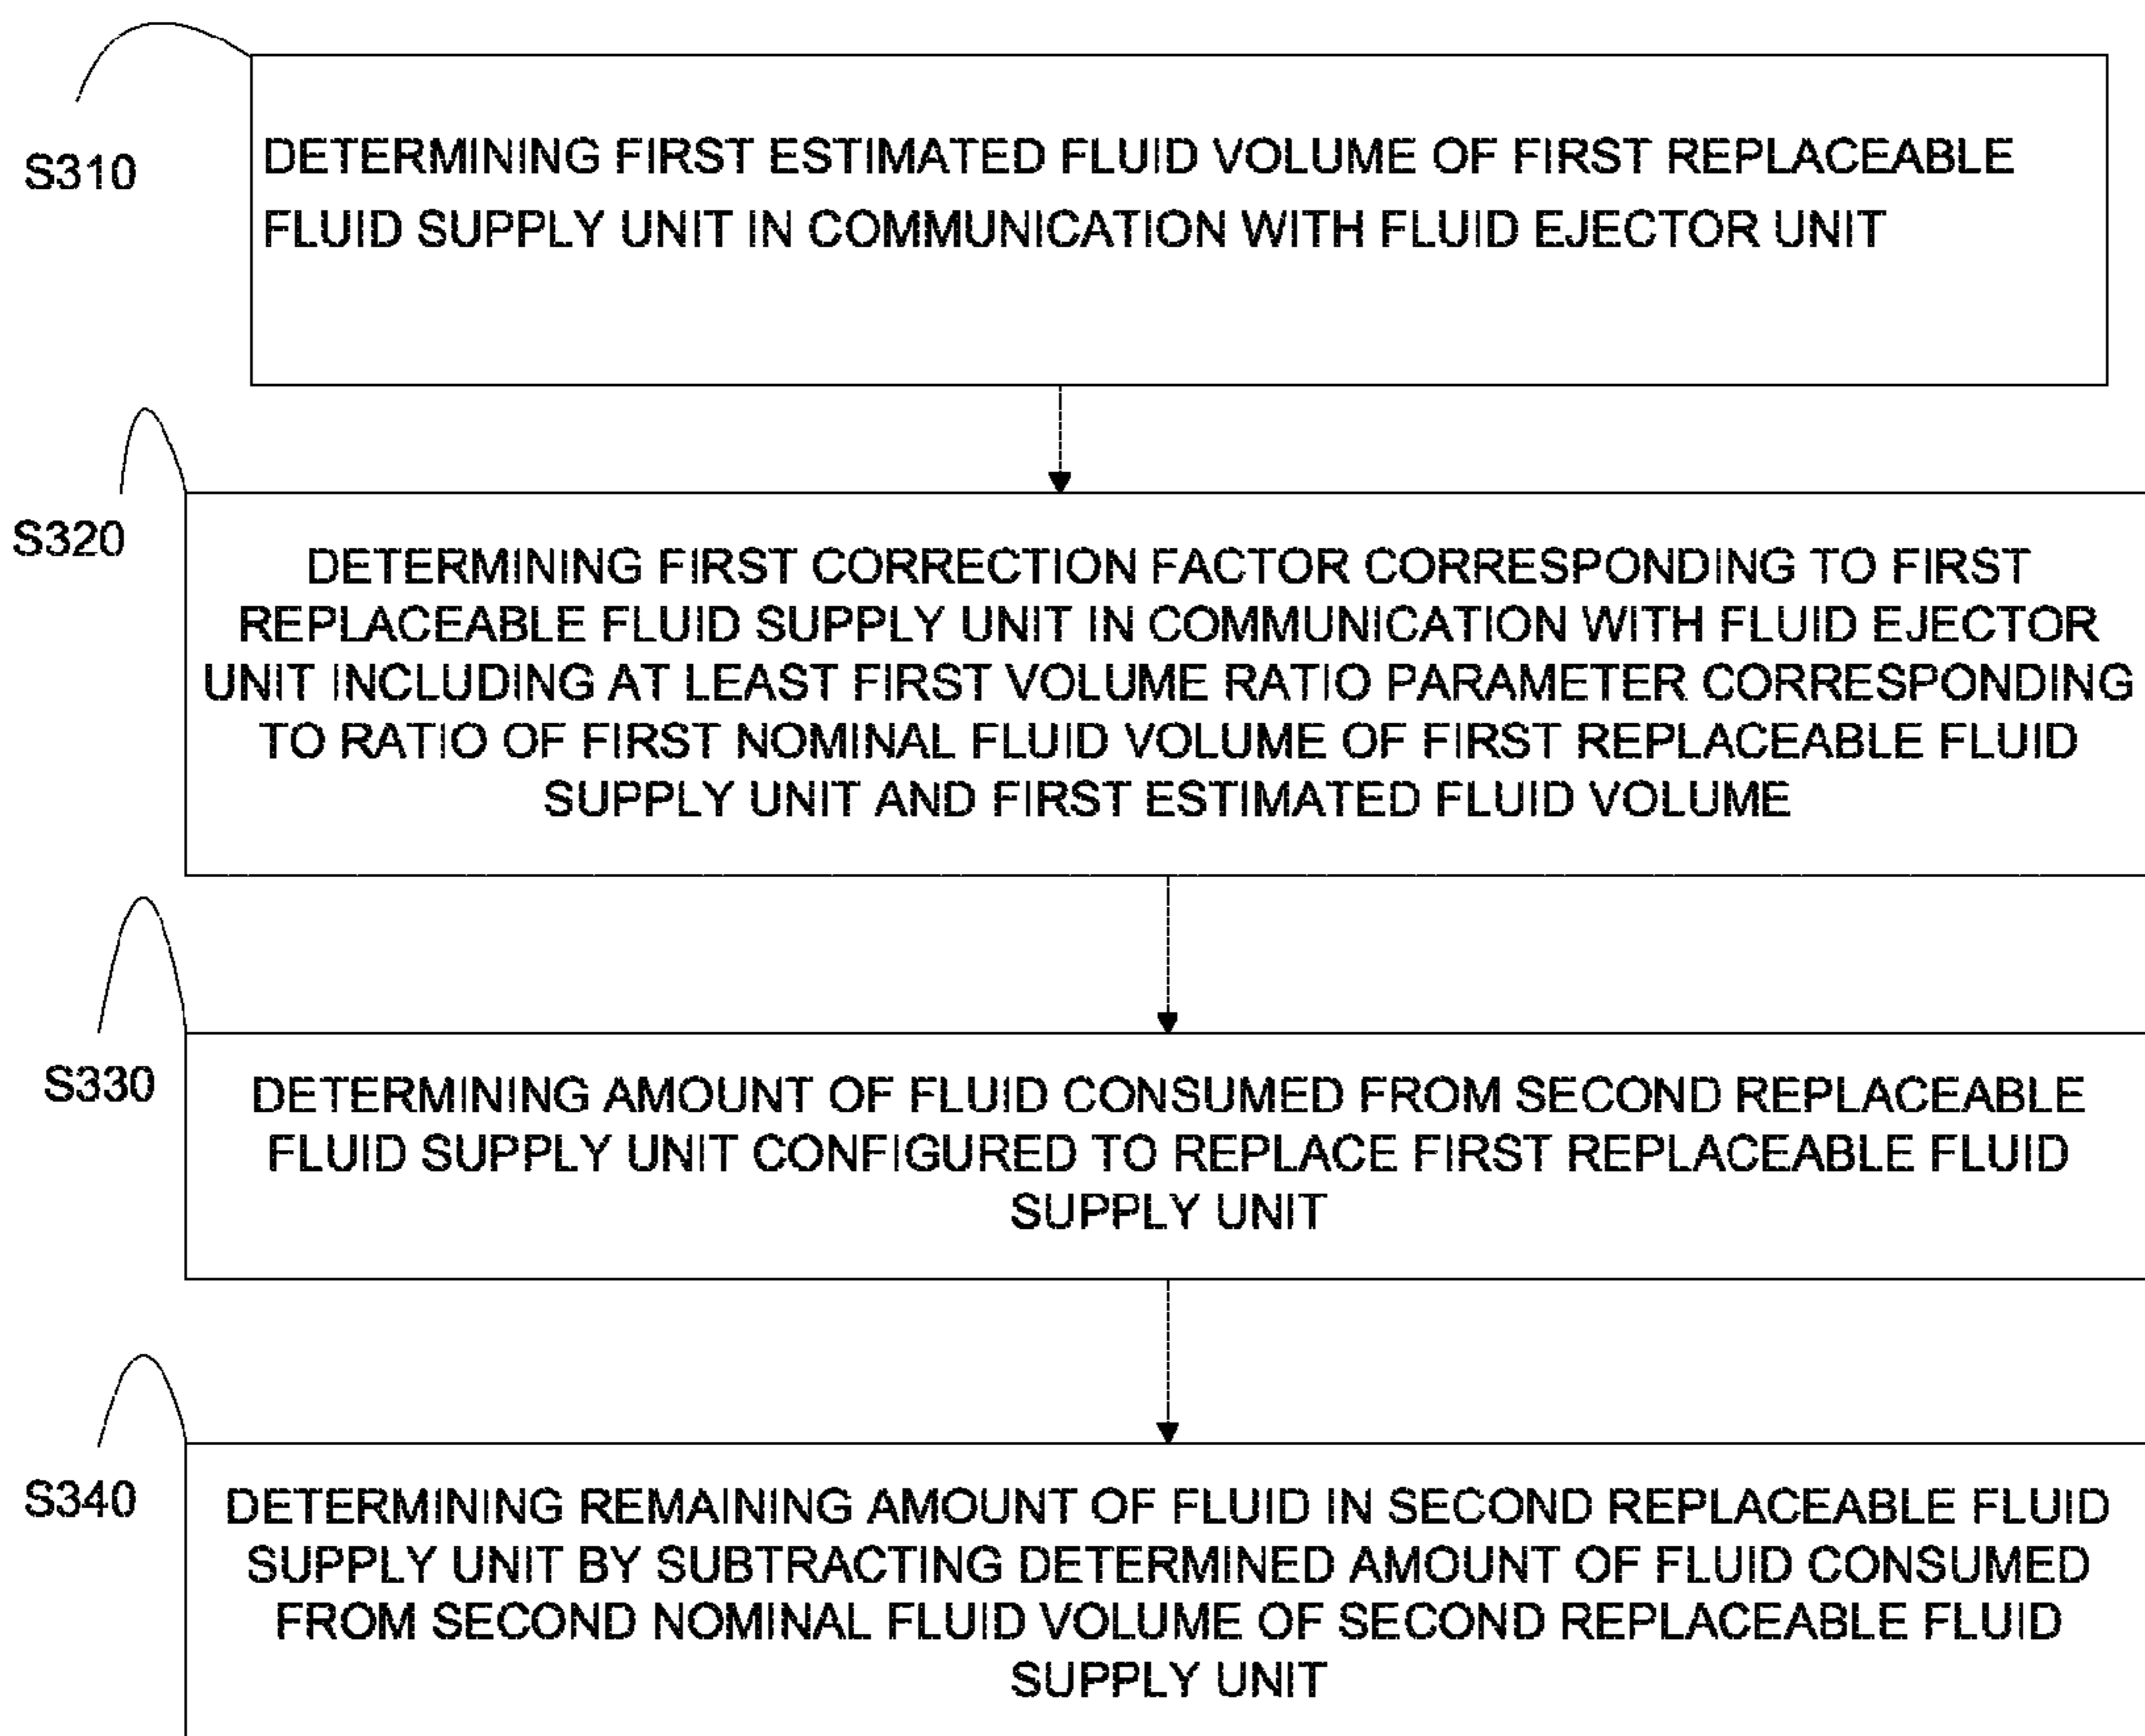 S310
DETERMINING FIRST ESTIMATED FLUID VOLUME OF FIRST REPLACEABLE
FLUID SUPPLY UNIT IN COMMUNICATION WITH FLUID EJECTOR UNIT
S320
DETERMINING FIRST CORRECTION FACTOR CORRESPONDING TO FIRST
REPLACEABLE FLUID SUPPLY UNIT IN COMMUNICATION WITH FLUID EJECTOR
UNIT INCLUDING AT LEAST FIRST VOLUME RATIO PARAMETER CORRESPONDING
TO RATIO OF FIRST NOMINAL FLUID VOLUME OF FIRST REPLACEABLE FLUID
SUPPLY UNIT AND FIRST ESTIMATED FLUID VOLUME
S330
DETERMINING AMOUNT OF FLUID CONSUMED FROM SECOND REPLACEABLE
FLUID SUPPLY UNIT CONFIGURED TO REPLACE FIRST REPLACEABLE FLUID
SUPPLY UNIT
S340
DETERMINING REMAINING AMOUNT OF FLUID IN SECOND REPLACEABLE FLUID
SUPPLY UNIT BY SUBTRACTING DETERMINED AMOUNT OF FLUID CONSUMED
FROM SECOND NOMINAL FLUID VOLUME OF SECOND REPLACEABLE FLUID
SUPPLY UNIT